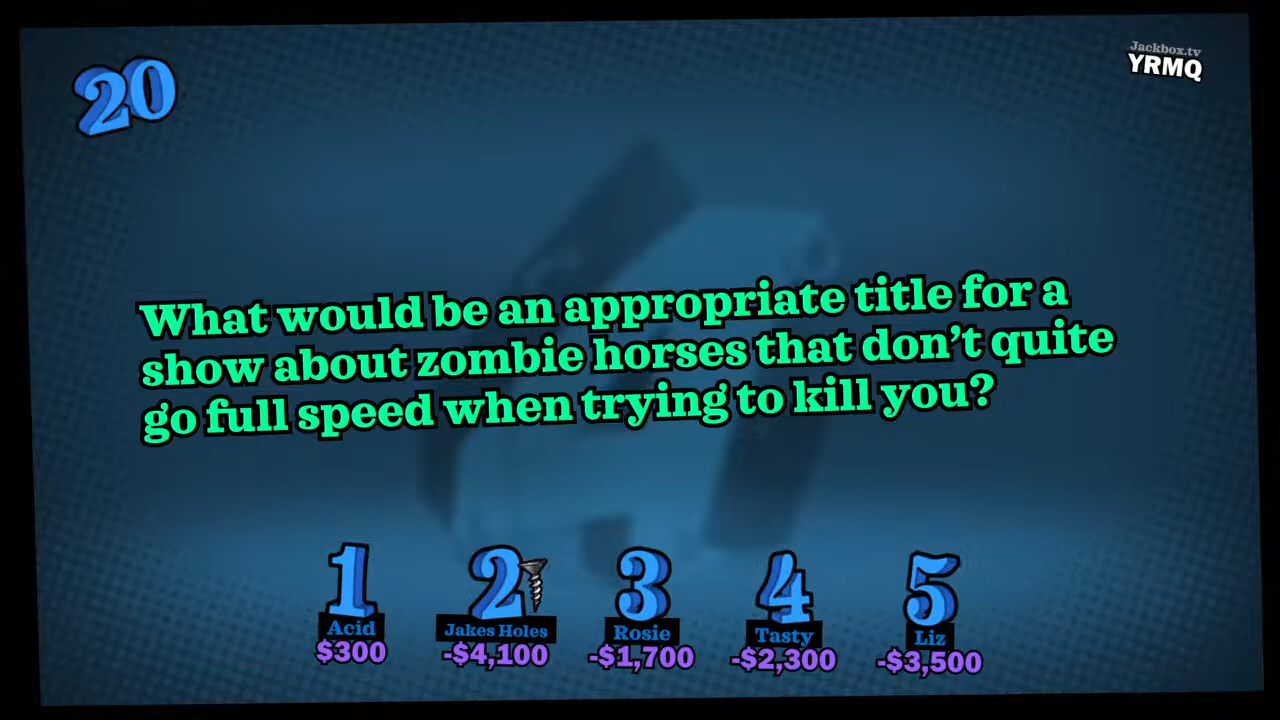 20
Jackbox.tv
YRMQ
What would be an appropriate title for a
show about zombie horses that don't quite
go full speed when trying to kill you?
1 2 3 4 5
Acid Jakes Holes Rosie Tasty Liz
$300 -$4,100 -$1,700 -$2,300 -$3,500